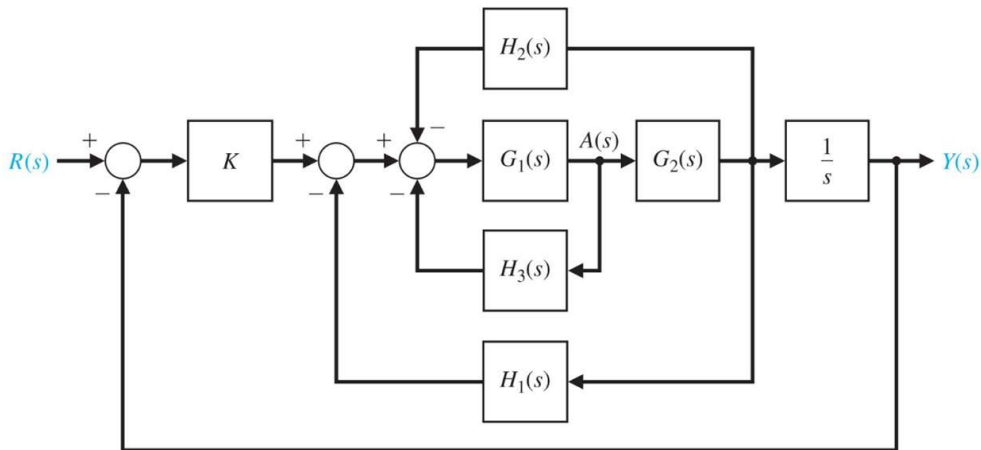 H₂(s)
−
R(s)
+
−
K
+
−
+
−
G₁(s)
A(s)
G₂(s)
1
s
Y(s)
H₃(s)
H₁(s)